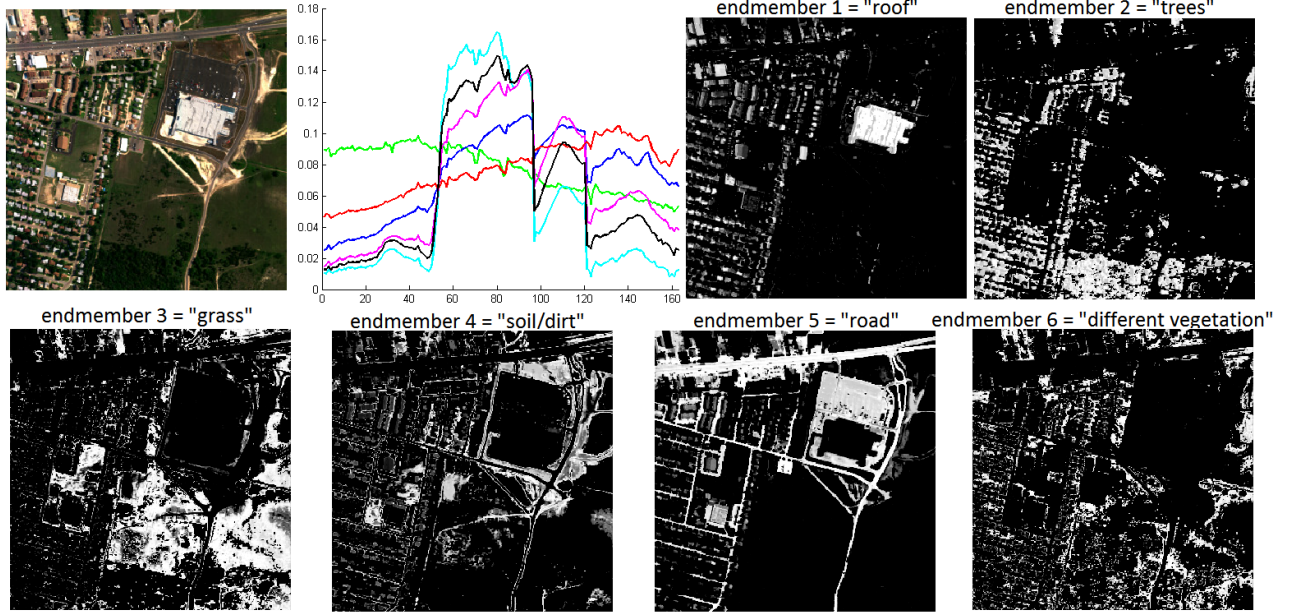 endmember 1 = "roof"
endmember 2 = "trees"
0.18
0.16
0.14
0.12
0.1
0.08
0.06
0.04
0.02
0
0 20 40 60 80 100 120 140 160
endmember 3 = "grass"
endmember 4 = "soil/dirt"
endmember 5 = "road"
endmember 6 = "different vegetation"